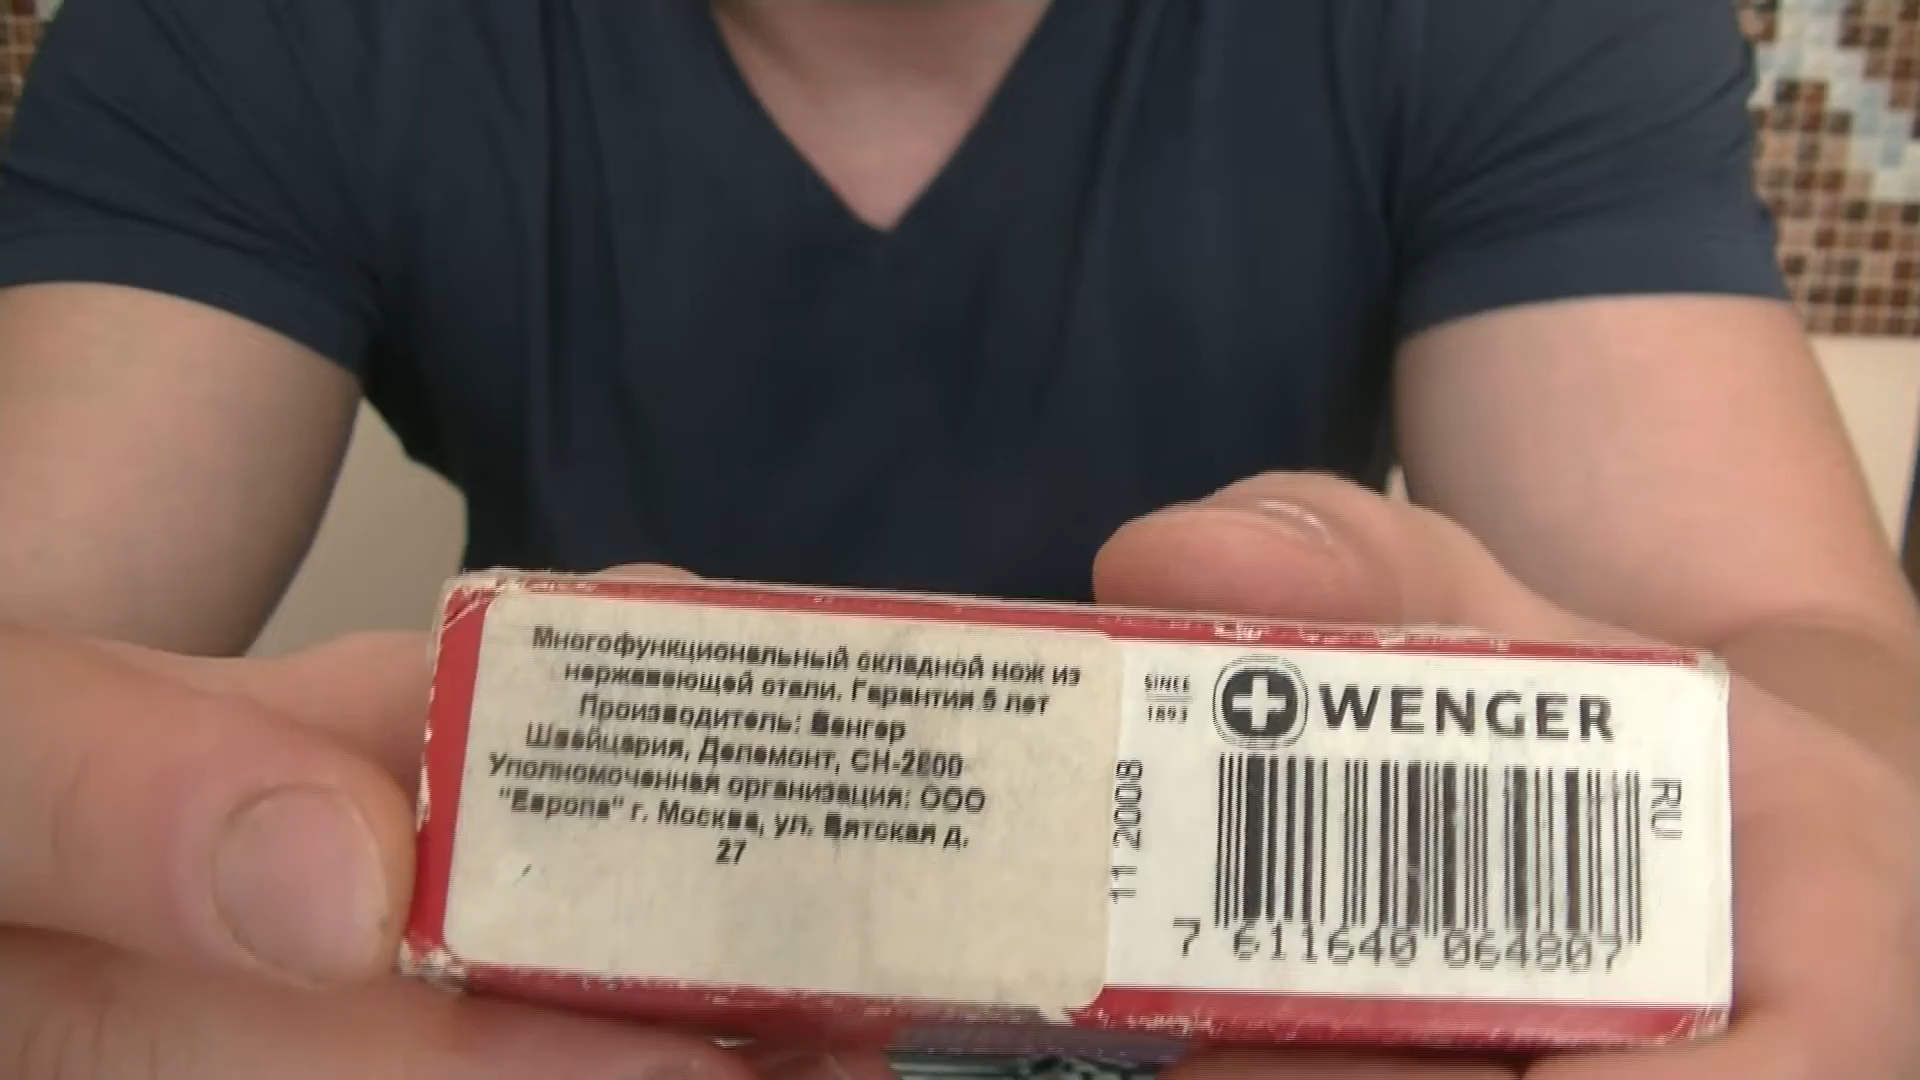 Многофункциональный складной нож из
нержавеющей стали. Гарантия 5 лет
Производитель: Венгер
Швейцария, Делемонт, CH-2800
Уполномоченная организация: ООО
"Европа" г. Москва, ул. Вятская д.
27
SINCE
1893
WENGER
11 2008
RU
7 611640 064807